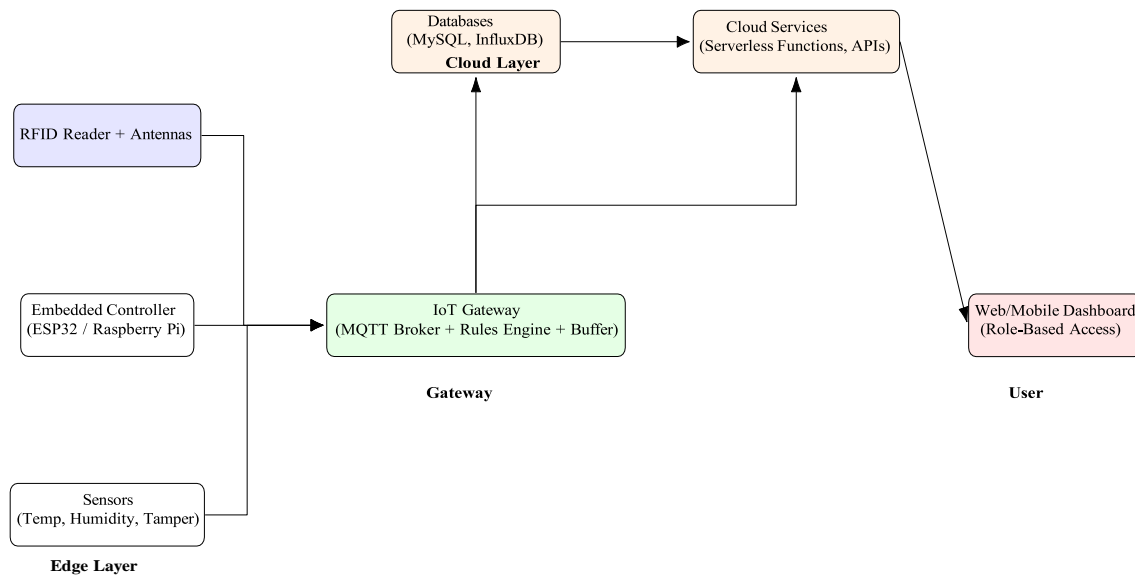 Databases
(MySQL, InfluxDB)
Cloud Layer
Cloud Services
(Serverless Functions, APIs)
RFID Reader + Antennas
Embedded Controller
(ESP32 / Raspberry Pi)
IoT Gateway
(MQTT Broker + Rules Engine + Buffer)
Gateway
Web/Mobile Dashboard
(Role-Based Access)
User
Sensors
(Temp, Humidity, Tamper)
Edge Layer